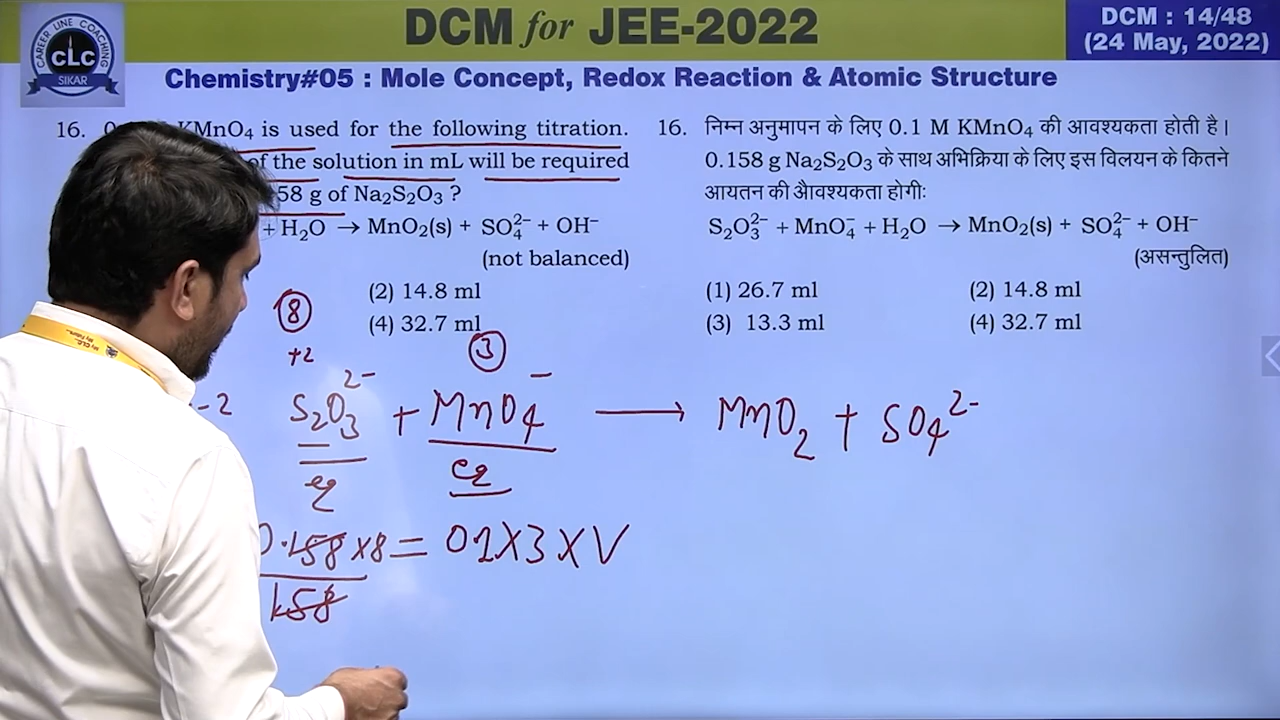 DCM for JEE-2022
DCM : 14/48
(24 May, 2022)
CAREER LINE COACHING
CLC
SIKAR
Chemistry#05 : Mole Concept, Redox Reaction & Atomic Structure
16. KMnO₄ is used for the following titration.
of the solution in mL will be required
58 g of Na₂S₂O₃ ?
+ H₂O → MnO₂(s) + SO₄²⁻ + OH⁻
(not balanced)
(2) 14.8 ml
(4) 32.7 ml
16. निम्न अनुमापन के लिए 0.1 M KMnO₄ की आवश्यकता होती है।
0.158 g Na₂S₂O₃ के साथ अभिक्रिया के लिए इस विलयन के कितने
आयतन की औावश्यकता होगीः
S₂O₃²⁻ + MnO₄⁻ + H₂O → MnO₂(s) + SO₄²⁻ + OH⁻
(असन्तुलित)
(1) 26.7 ml (2) 14.8 ml
(3) 13.3 ml (4) 32.7 ml
8
+2
3
-2 S₂O₃²⁻ + MnO₄⁻ ⟶ MnO₂ + SO₄²⁻
eq eq
0.158 × 8 = 01 × 3 × V
158